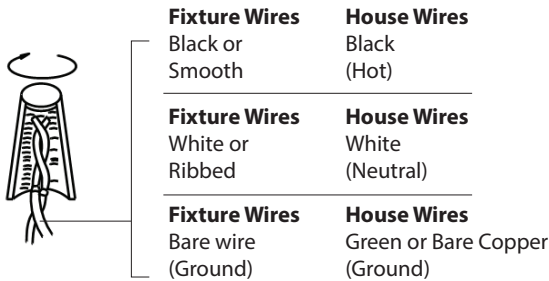 Fixture Wires House Wires
Black or Black
Smooth (Hot)
Fixture Wires House Wires
White or White
Ribbed (Neutral)
Fixture Wires House Wires
Bare wire Green or Bare Copper
(Ground) (Ground)